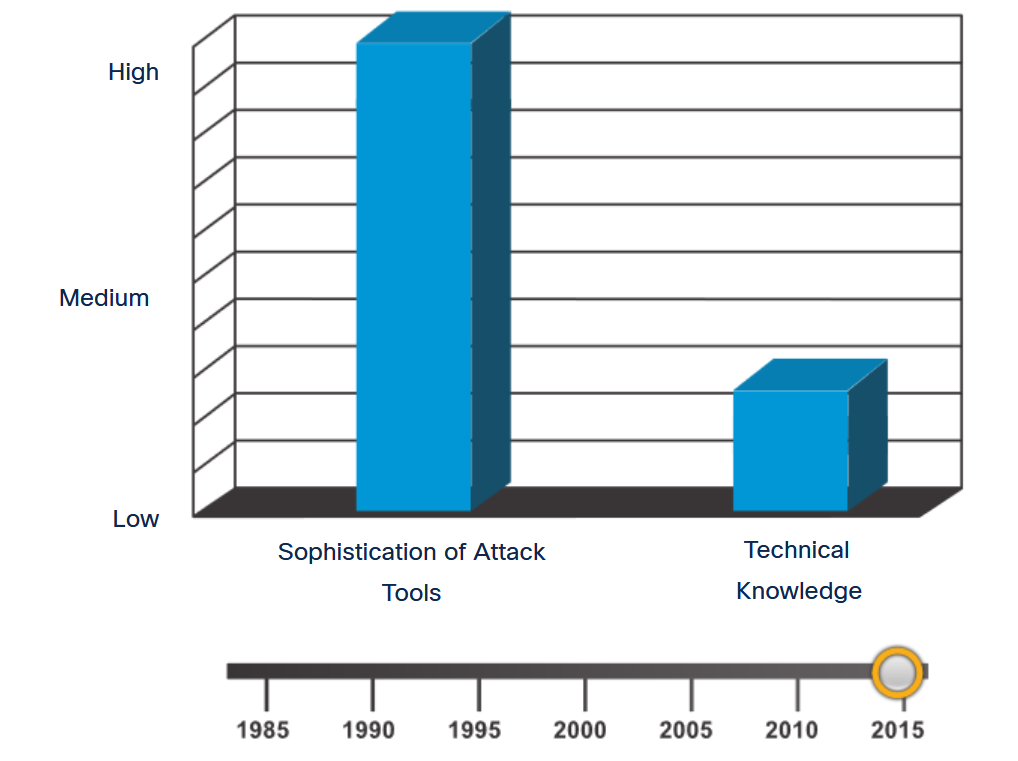 High
Medium
Low
Sophistication of Attack
Tools
Technical
Knowledge
1985 1990 1995 2000 2005 2010 2015